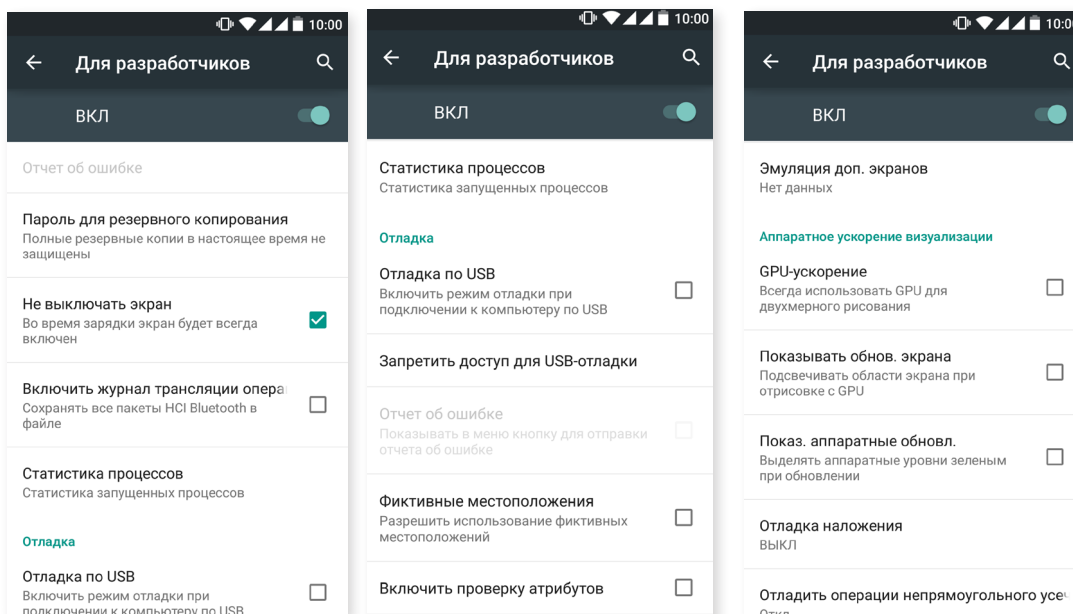 10:00
Для разработчиков
ВКЛ
Отчет об ошибке
Пароль для резервного копирования
Полные резервные копии в настоящее время не
защищены
Не выключать экран
Во время зарядки экран будет всегда
включен
Включить журнал трансляции опера
Сохранять все пакеты HCI Bluetooth в
файле
Статистика процессов
Статистика запущенных процессов
Отладка
Отладка по USB
Включить режим отладки при
подключении к компьютеру по USB
10:00
Для разработчиков
ВКЛ
Статистика процессов
Статистика запущенных процессов
Отладка
Отладка по USB
Включить режим отладки при
подключении к компьютеру по USB
Запретить доступ для USB-отладки
Отчет об ошибке
Показывать в меню кнопку для отправки
отчета об ошибке
Фиктивные местоположения
Разрешить использование фиктивных
местоположений
Включить проверку атрибутов
10:00
Для разработчиков
ВКЛ
Эмуляция доп. экранов
Нет данных
Аппаратное ускорение визуализации
GPU-ускорение
Всегда использовать GPU для
двухмерного рисования
Показывать обнов. экрана
Подсвечивать области экрана при
отрисовке с GPU
Показ. аппаратные обновл.
Выделять аппаратные уровни зеленым
при обновлении
Отладка наложения
ВЫКЛ
Отладить операции непрямоугольного усе
Откл